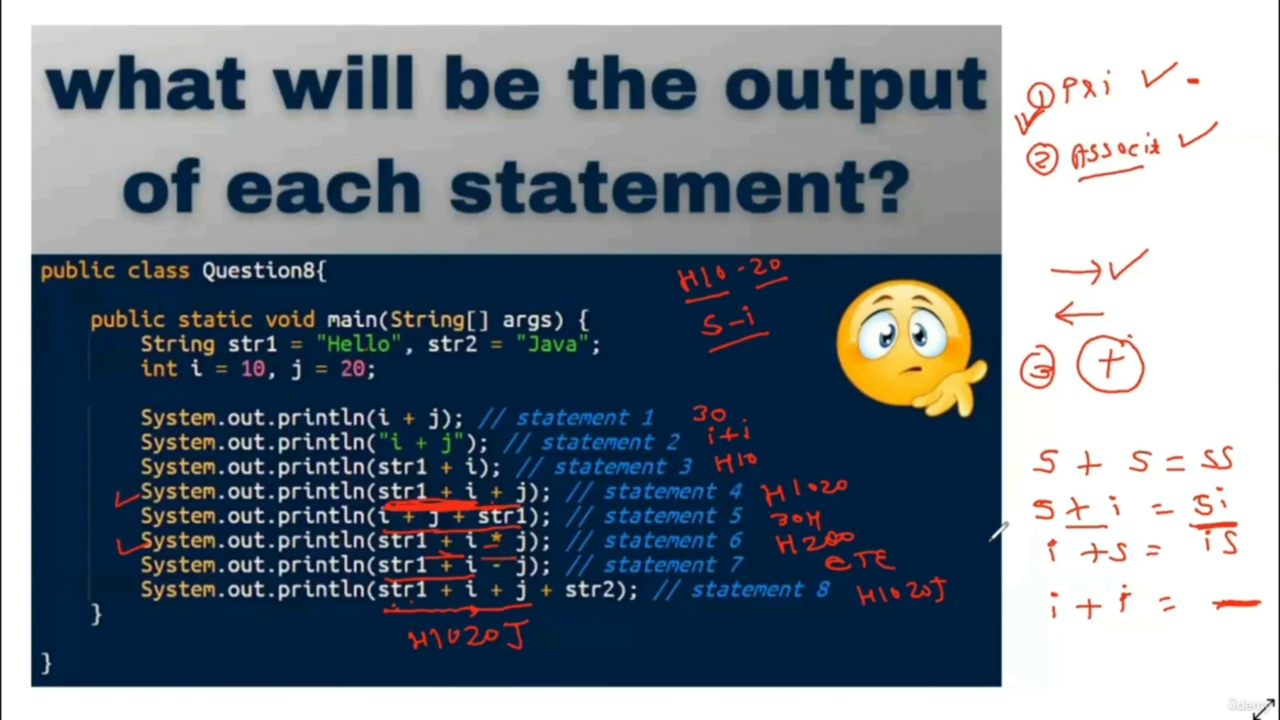 what will be the output
of each statement?
① Pri ✓ -
② Associt ✓
public class Question8{
H10 - 20
S - i
public static void main(String[] args) {
String str1 = "Hello", str2 = "Java";
int i = 10, j = 20;
→ ✓
←
③ +
System.out.println(i + j); // statement 1 30
System.out.println("i + j"); // statement 2 i+j
System.out.println(str1 + i); // statement 3 H10
System.out.println(str1 + i + j); // statement 4 H1020
System.out.println(i + j + str1); // statement 5 30H
System.out.println(str1 + i * j); // statement 6 H200
System.out.println(str1 + i - j); // statement 7 CTE
System.out.println(str1 + i + j + str2); // statement 8 H1020J
}
H1020J
}
S + S = SS
S + i = Si
i + S = iS
i + i = —
Udemy